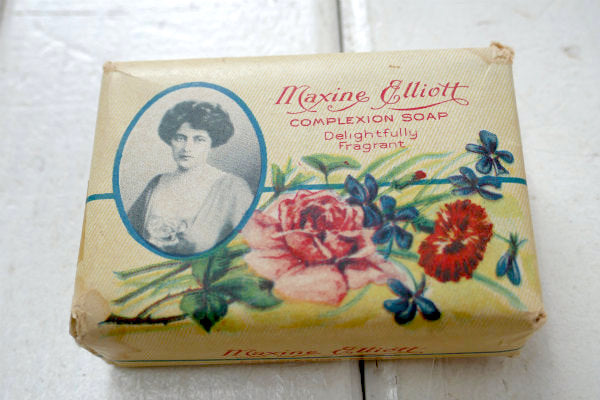 Maxine Elliott
COMPLEXION SOAP
Delightfully
Fragrant
Maxine Elliott